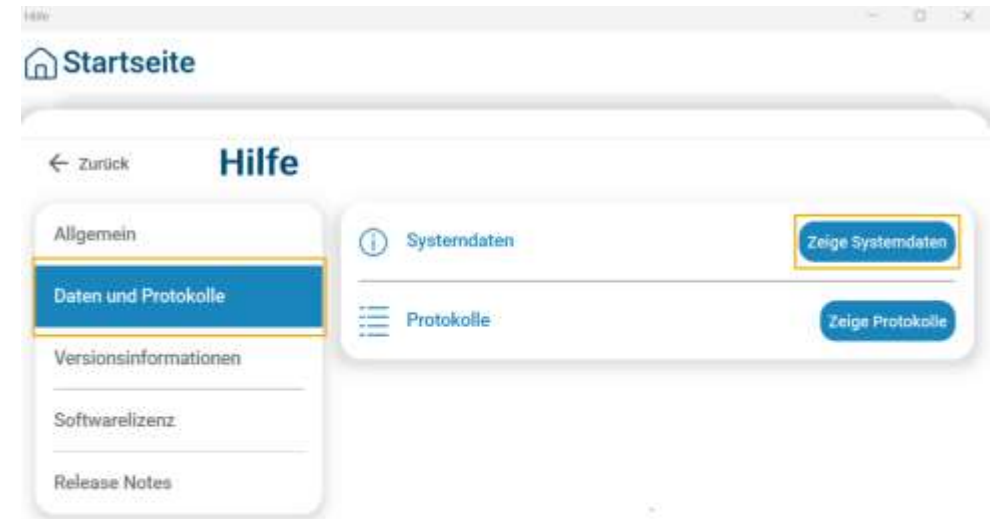 Hilfe
Startseite
Zurück
Hilfe
Allgemein
Daten und Protokolle
Versionsinformationen
Softwarelizenz
Release Notes
Systemdaten
Zeige Systemdaten
Protokolle
Zeige Protokolle